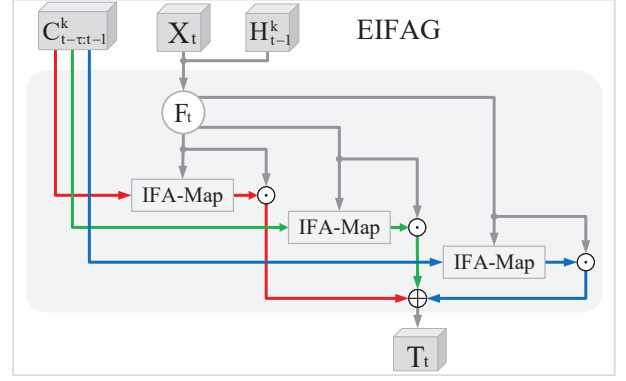 C^k_{t−τ:t−1}
X_t
H^k_{t−1}
EIFAG
F_t
IFA-Map
IFA-Map
IFA-Map
T_t